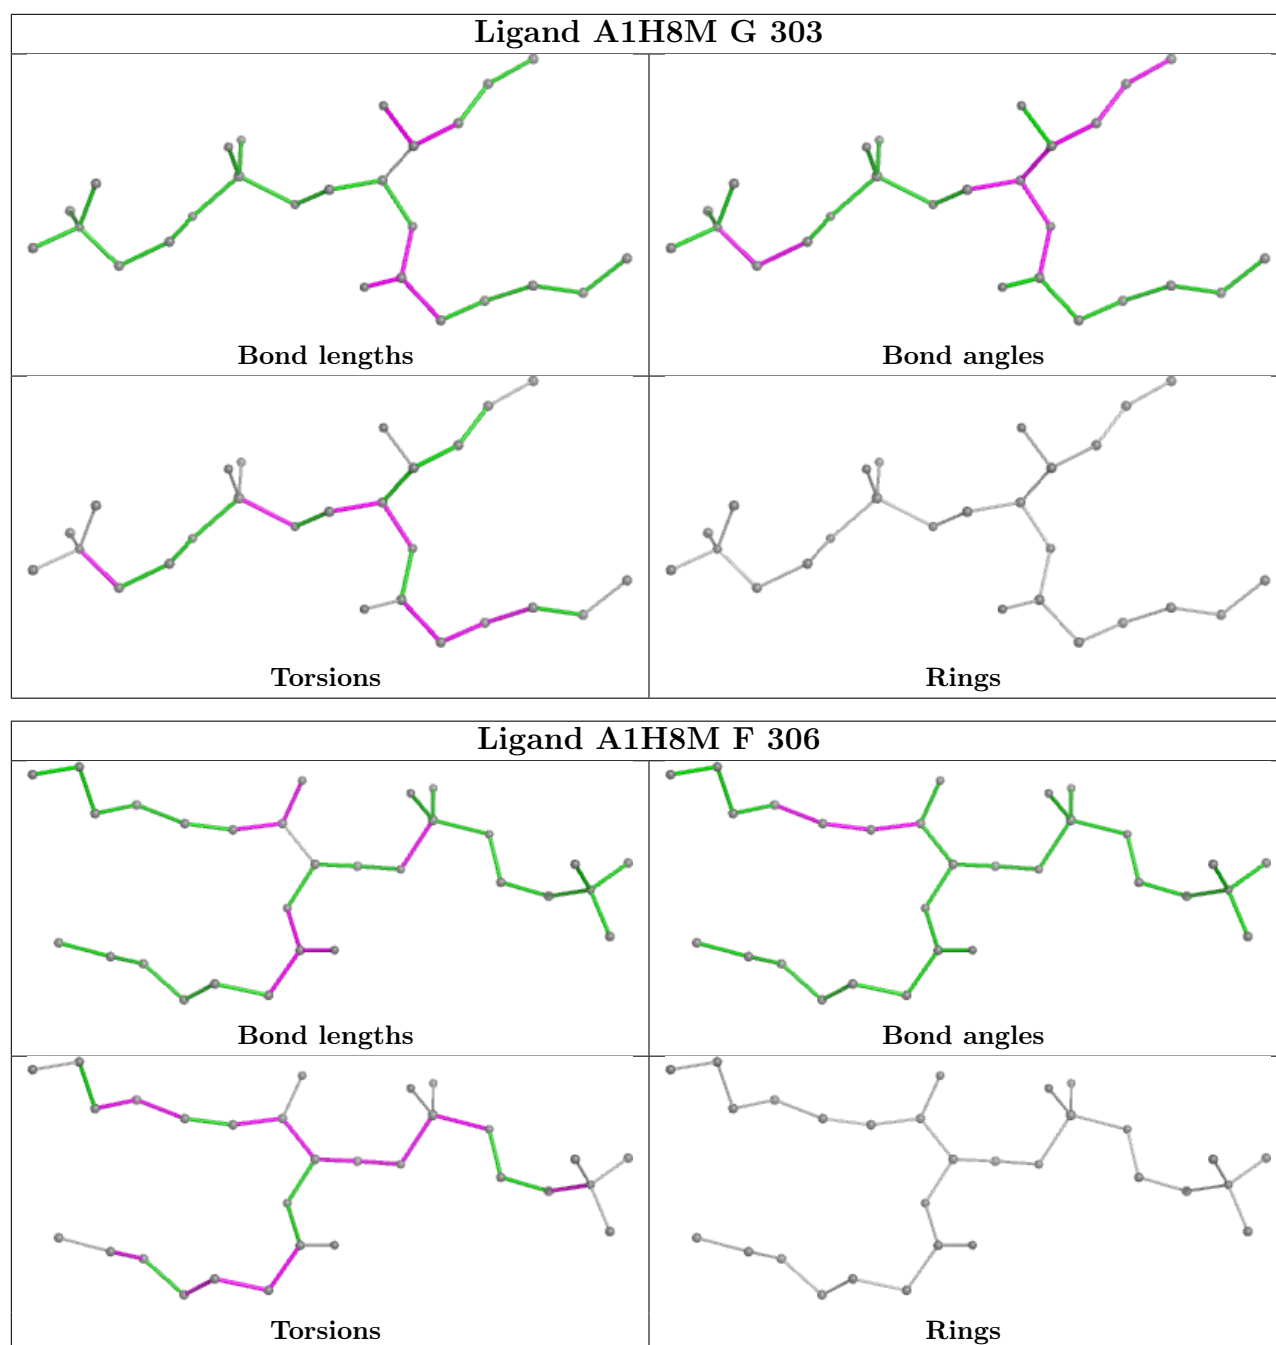 Ligand A1H8M G 303
Bond lengths
Bond angles
Torsions
Rings
Ligand A1H8M F 306
Bond lengths
Bond angles
Torsions
Rings